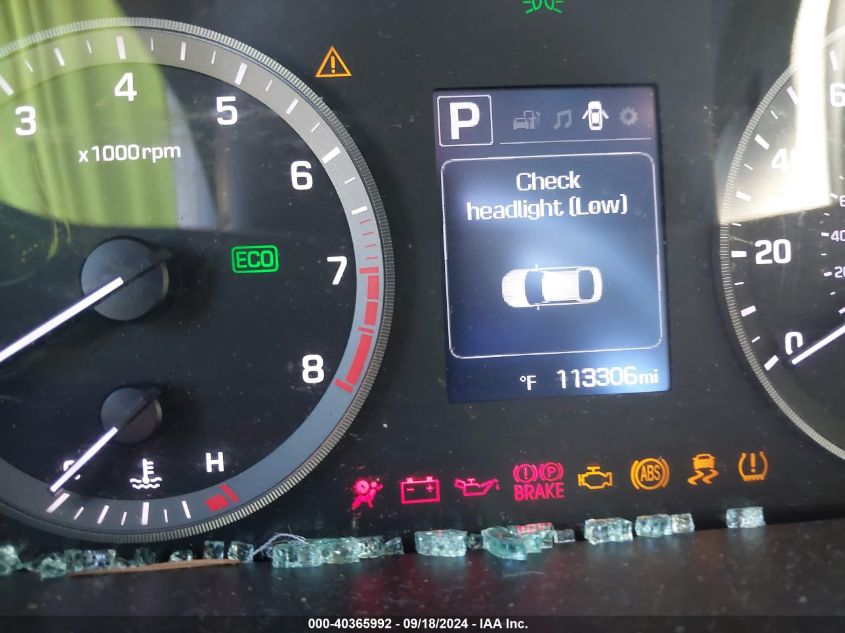 4
3
5
x1000rpm
6
ECO
7
8
H
P
Check
headlight (Low)
°F 113306mi
20
0
BRAKE
ABS
000-40365992 - 09/18/2024 - IAA Inc.